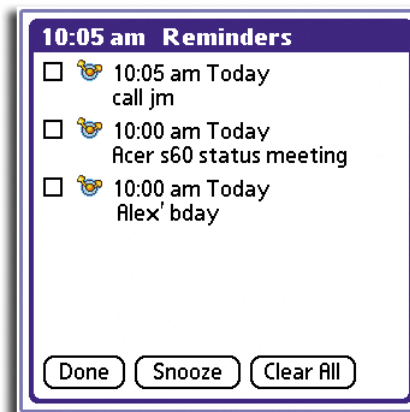 10:05 am Reminders
10:05 am Today
call jm
10:00 am Today
Acer s60 status meeting
10:00 am Today
Alex' bday
Done Snooze Clear All